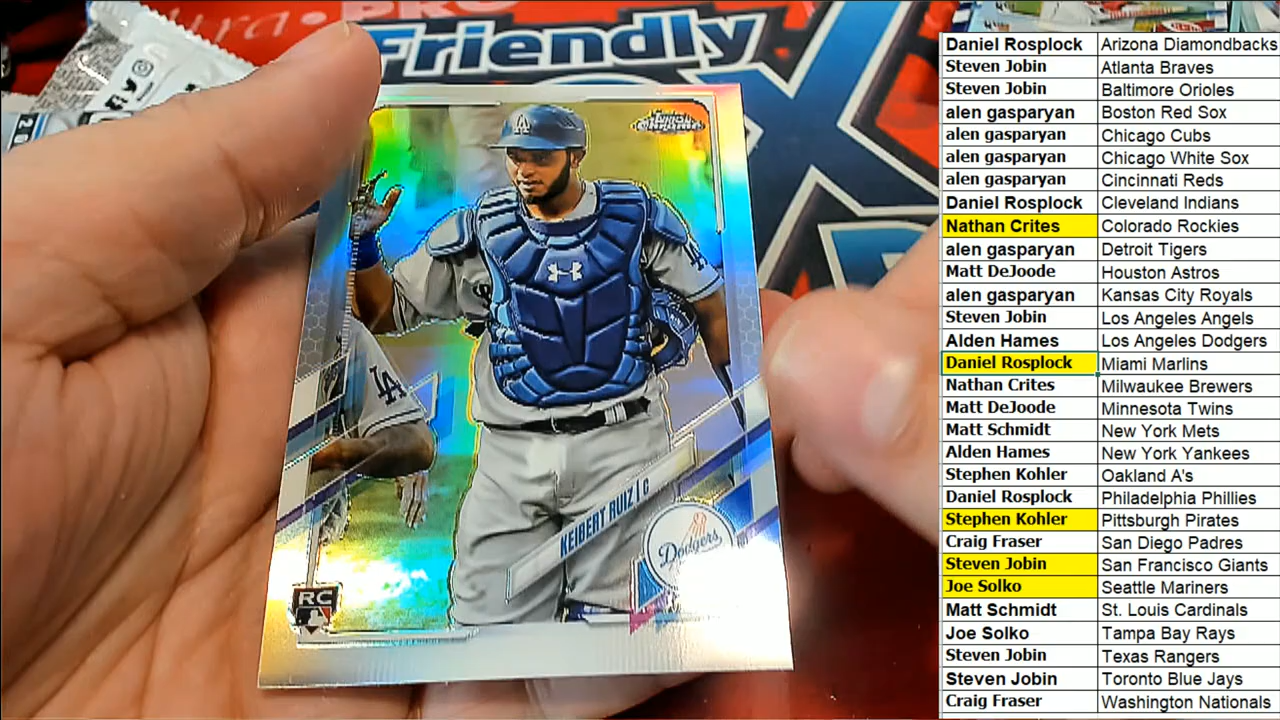 PRO
Friendly
X
LA
Chrome
LA
LA
KEIBERT RUIZ | C
Dodgers
RC
Daniel Rosplock Arizona Diamondbacks
Steven Jobin Atlanta Braves
Steven Jobin Baltimore Orioles
alen gasparyan Boston Red Sox
alen gasparyan Chicago Cubs
alen gasparyan Chicago White Sox
alen gasparyan Cincinnati Reds
Daniel Rosplock Cleveland Indians
Nathan Crites Colorado Rockies
alen gasparyan Detroit Tigers
Matt DeJoode Houston Astros
alen gasparyan Kansas City Royals
Steven Jobin Los Angeles Angels
Alden Hames Los Angeles Dodgers
Daniel Rosplock Miami Marlins
Nathan Crites Milwaukee Brewers
Matt DeJoode Minnesota Twins
Matt Schmidt New York Mets
Alden Hames New York Yankees
Stephen Kohler Oakland A's
Daniel Rosplock Philadelphia Phillies
Stephen Kohler Pittsburgh Pirates
Craig Fraser San Diego Padres
Steven Jobin San Francisco Giants
Joe Solko Seattle Mariners
Matt Schmidt St. Louis Cardinals
Joe Solko Tampa Bay Rays
Steven Jobin Texas Rangers
Steven Jobin Toronto Blue Jays
Craig Fraser Washington Nationals